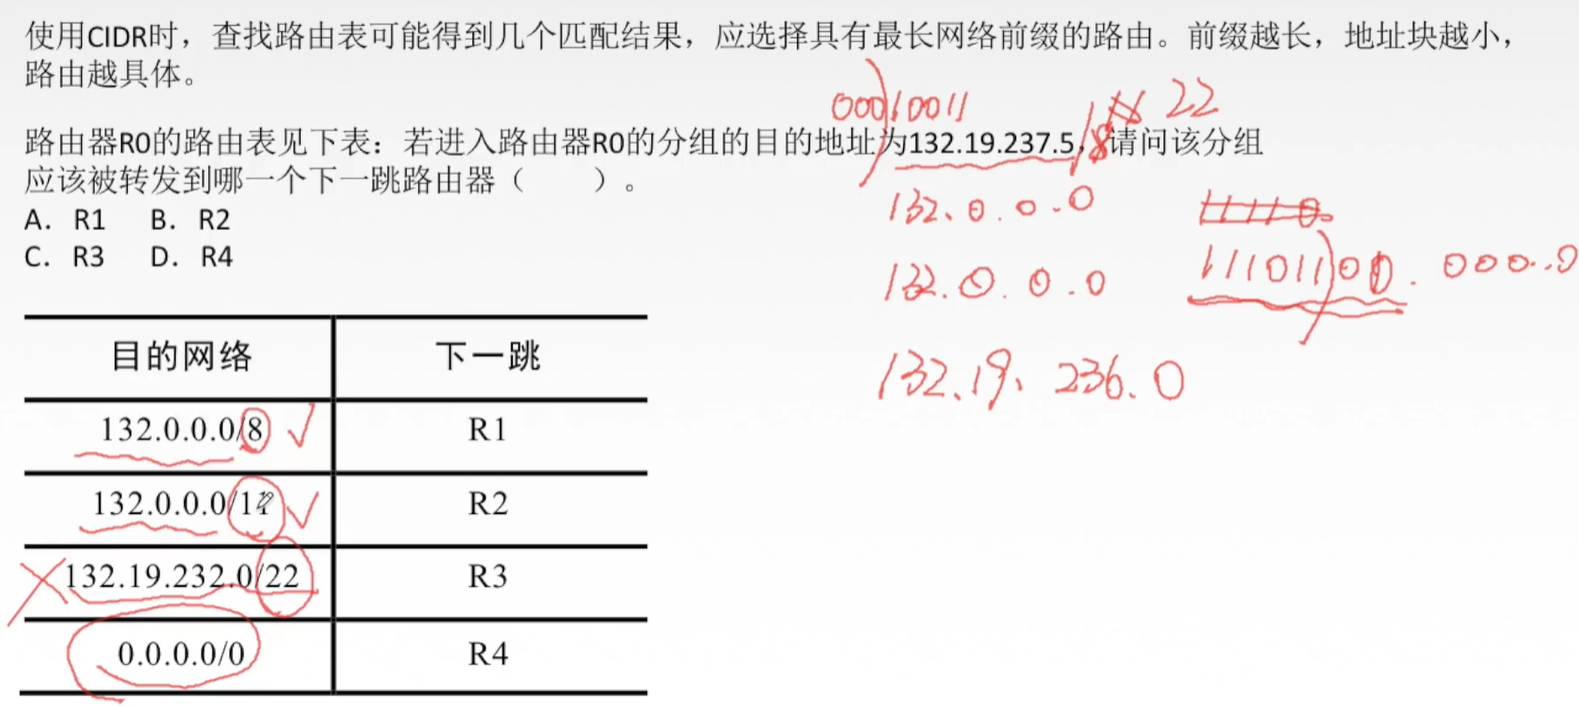 使用CIDR时，查找路由表可能得到几个匹配结果，应选择具有最长网络前缀的路由。前缀越长，地址块越小，
路由越具体。
00010011
22
路由器R0的路由表见下表：若进入路由器R0的分组的目的地址为132.19.237.5，请问该分组
应该被转发到哪一个下一跳路由器（　　）。
A. R1 B. R2
C. R3 D. R4
132.0.0.0
132.0.0.0
11101100.000..0
132.19.236.0
目的网络 下一跳
132.0.0.0/8 R1
132.0.0.0/ R2
132.19.232.0/22 R3
0.0.0.0/0 R4